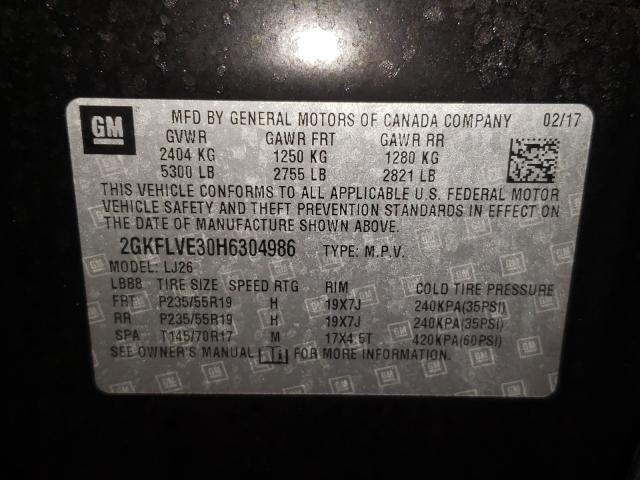 GM MFD BY GENERAL MOTORS OF CANADA COMPANY 02/17
GVWR GAWR FRT GAWR RR
2404 KG 1250 KG 1280 KG
5300 LB 2755 LB 2821 LB
THIS VEHICLE CONFORMS TO ALL APPLICABLE U.S. FEDERAL MOTOR
VEHICLE SAFETY AND THEFT PREVENTION STANDARDS IN EFFECT ON
THE DATE OF MANUFACTURE SHOWN ABOVE.
2GKFLVE30H6304986 TYPE: M.P.V.
MODEL: LJ26
LBB8 TIRE SIZE SPEED RTG RIM COLD TIRE PRESSURE
FRT P235/55R19 H 19X7J 240KPA(35PSI)
RR P235/55R19 H 19X7J 240KPA(35PSI)
SPA T145/70R17 M 17X4.5T 420KPA(60PSI)
SEE OWNER'S MANUAL FOR MORE INFORMATION.